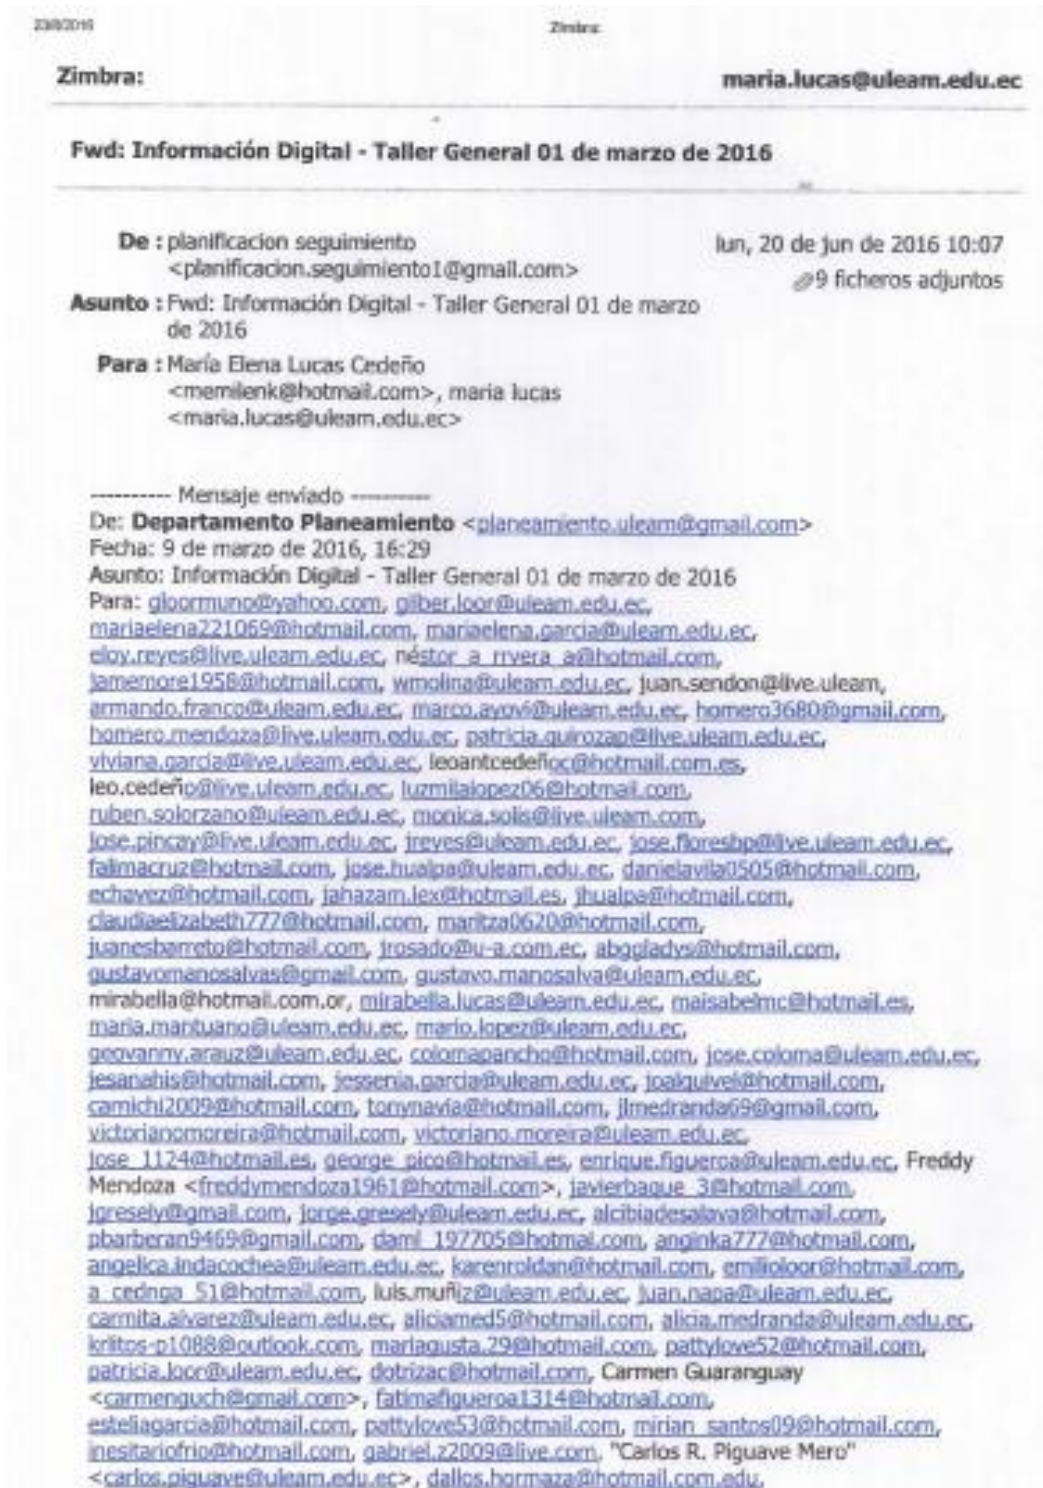 23/8/2016 Zimbra:
Zimbra: maria.lucas@uleam.edu.ec
Fwd: Información Digital - Taller General 01 de marzo de 2016
De : planificacion seguimiento lun, 20 de jun de 2016 10:07
<planificacion.seguimiento1@gmail.com> 9 ficheros adjuntos
Asunto : Fwd: Información Digital - Taller General 01 de marzo
de 2016
Para : María Elena Lucas Cedeño
<memilenk@hotmail.com>, maria lucas
<maria.lucas@uleam.edu.ec>
---------- Mensaje enviado ----------
De: Departamento Planeamiento <planeamiento.uleam@gmail.com>
Fecha: 9 de marzo de 2016, 16:29
Asunto: Información Digital - Taller General 01 de marzo de 2016
Para: gloormuno@yahoo.com, gilber.loor@uleam.edu.ec,
mariaelena221069@hotmail.com, mariaelena.garcia@uleam.edu.ec,
eloy.reyes@live.uleam.edu.ec, néstor_a_rrvera_a@hotmail.com,
jamemore1958@hotmail.com, wmolina@uleam.edu.ec, juan.sendon@live.uleam,
armando.franco@uleam.edu.ec, marco.ayovi@uleam.edu.ec, homero3680@gmail.com,
homero.mendoza@live.uleam.edu.ec, patricia.quirozap@live.uleam.edu.ec,
viviana.garcia@live.uleam.edu.ec, leoantcedeñoc@hotmail.com.es,
leo.cedeño@live.uleam.edu.ec, luzmilalopez06@hotmail.com,
ruben.solorzano@uleam.edu.ec, monica.solis@live.uleam.com,
jose.pincay@live.uleam.edu.ec, jreyes@uleam.edu.ec, jose.floresbp@live.uleam.edu.ec,
falimacruz@hotmail.com, jose.hualpa@uleam.edu.ec, danielavila0505@hotmail.com,
echavez@hotmail.com, jahazam.lex@hotmail.es, jhualpa@hotmail.com,
claudiaelizabeth777@hotmail.com, maritza0620@hotmail.com,
juanesbarreto@hotmail.com, jrosado@u-a.com.ec, abggladys@hotmail.com,
gustavomanosalvas@gmail.com, gustavo.manosalva@uleam.edu.ec,
mirabella@hotmail.com.or, mirabella.lucas@uleam.edu.ec, maisabelmc@hotmail.es,
maria.mantuano@uleam.edu.ec, mario.lopez@uleam.edu.ec,
geovanny.arauz@uleam.edu.ec, colomapancho@hotmail.com, jose.coloma@uleam.edu.ec,
jesanahis@hotmail.com, jessenia.garcia@uleam.edu.ec, joalquivel@hotmail.com,
camichi2009@hotmail.com, tonynavia@hotmail.com, jlmedranda69@gmail.com,
victorianomoreira@hotmail.com, victoriano.moreira@uleam.edu.ec,
jose_1124@hotmail.es, george_pico@hotmail.es, enrique.figueroa@uleam.edu.ec, Freddy
Mendoza <freddymendoza1961@hotmail.com>, javierbaque_3@hotmail.com,
jgresely@gmail.com, jorge.gresely@uleam.edu.ec, alcibiadesalava@hotmail.com,
pbarberan9469@gmail.com, daml_197705@hotmal.com, anginka777@hotmail.com,
angelica.indacochea@uleam.edu.ec, karenroldan@hotmail.com, emilioloor@hotmail.com,
a_cednga_51@hotmail.com, luis.muñiz@uleam.edu.ec, juan.napa@uleam.edu.ec,
carmita.alvarez@uleam.edu.ec, aliciamed5@hotmail.com, alicia.medranda@uleam.edu.ec,
krlitos-p1088@outlook.com, mariagusta.29@hotmail.com, pattylove52@hotmail.com,
patricia.loor@uleam.edu.ec, dotrizac@hotmail.com, Carmen Guaranguay
<carmenguch@gmail.com>, fatimafigueroa1314@hotmail.com,
esteliagarcia@hotmail.com, pattylove53@hotmail.com, mirian_santos09@hotmail.com,
inesitariofrio@hotmail.com, gabriel.z2009@live.com, "Carlos R. Piguave Mero"
<carlos.piguave@uleam.edu.ec>, dallos.hormaza@hotmail.com.edu,